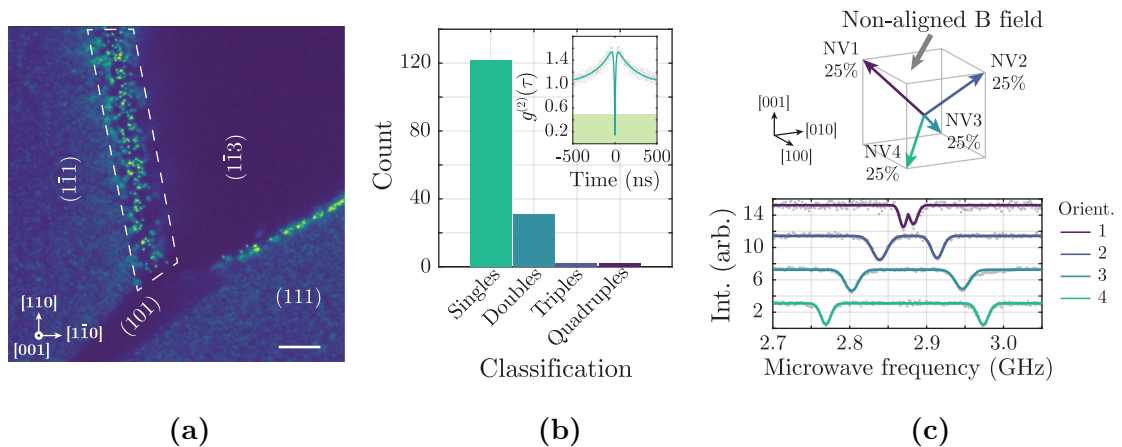 (11̄1)
(11̄3)
(101)
(111)
[110]
[11̄0]
[001]
(a)
120
80
40
0
Count
Singles
Doubles
Triples
Quadruples
Classification
g⁽²⁾(τ)
1.4
1.0
0.6
0.2
-500
0
500
Time (ns)
(b)
Non-aligned B field
NV1
25%
NV2
25%
NV3
25%
NV4
25%
[001]
[010]
[100]
Int. (arb.)
14
10
6
2
2.7
2.8
2.9
3.0
Microwave frequency (GHz)
Orient.
1
2
3
4
(c)